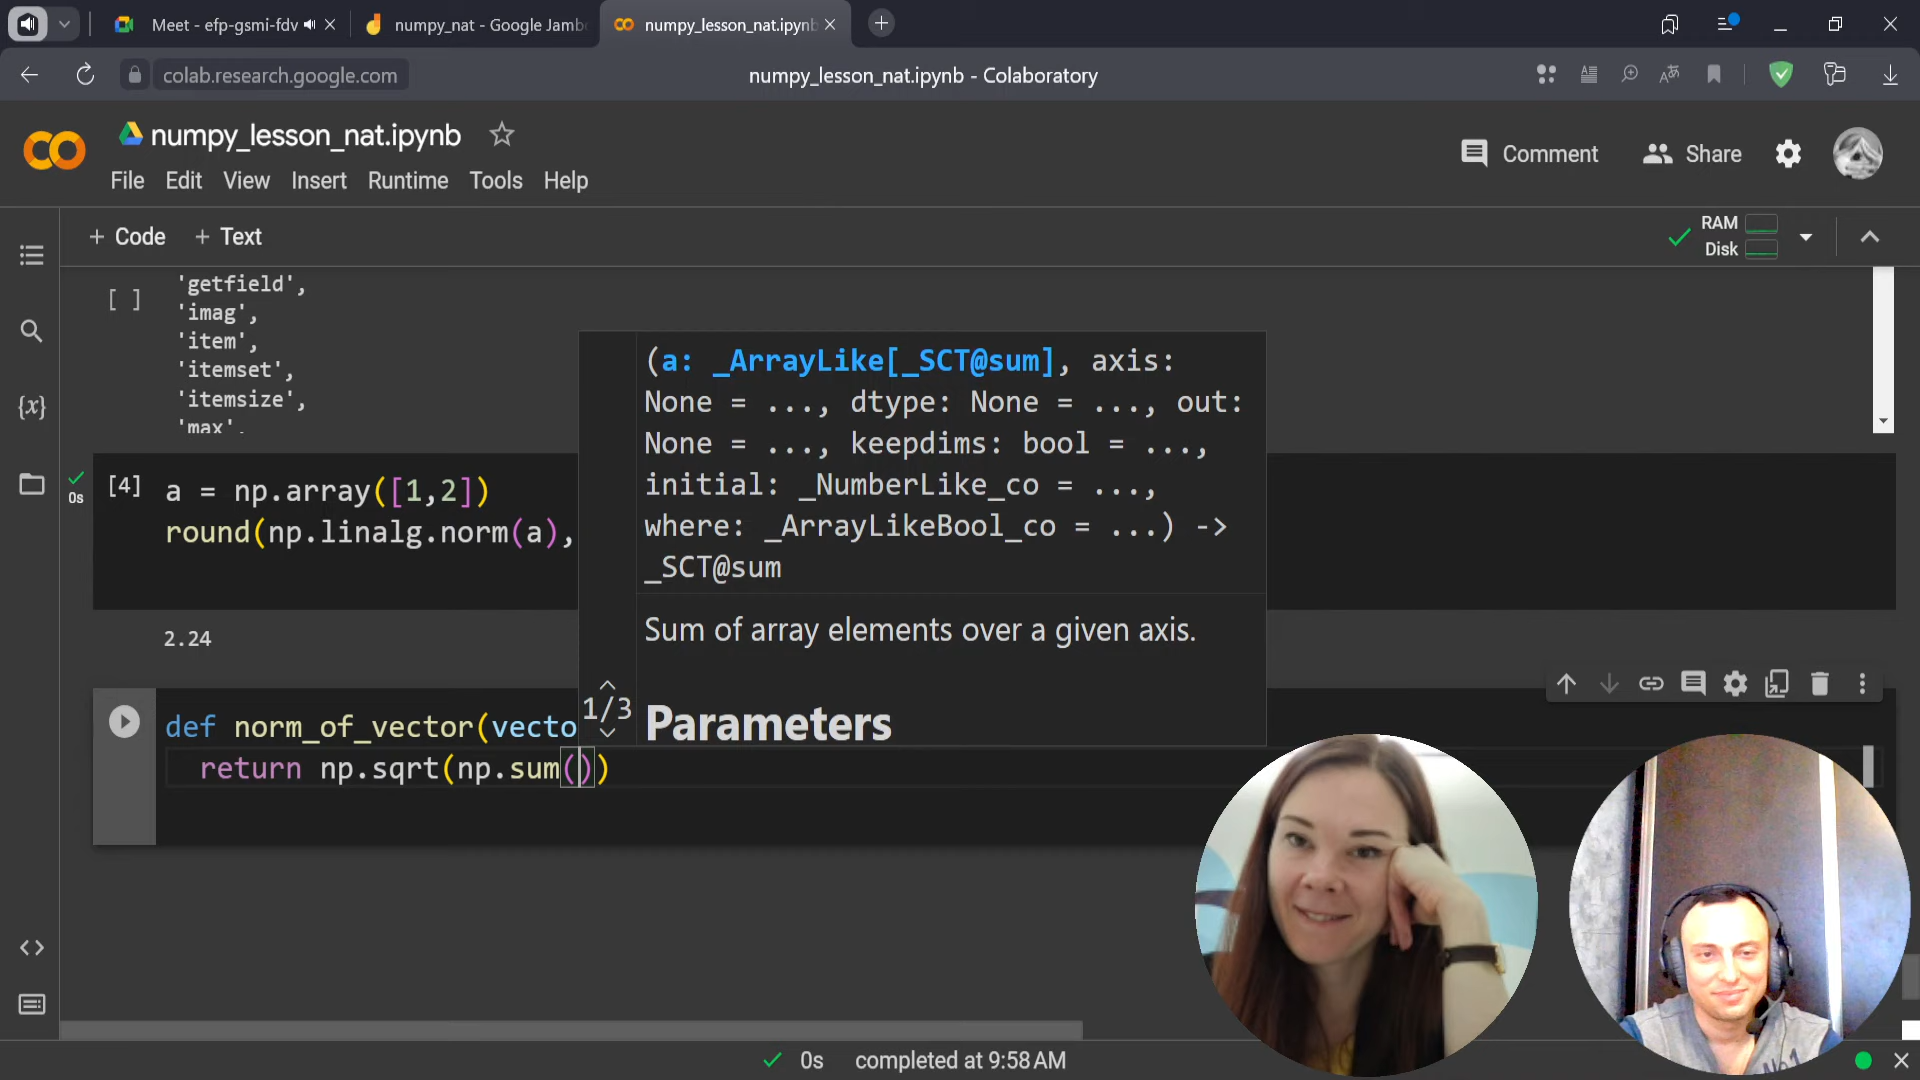 Meet - efp-gsmi-fdv
numpy_nat - Google Jamb
numpy_lesson_nat.ipynb
colab.research.google.com
numpy_lesson_nat.ipynb - Colaboratory
numpy_lesson_nat.ipynb
Comment
Share
File Edit View Insert Runtime Tools Help
+ Code + Text
RAM
Disk
[ ]
'getfield',
'imag',
'item',
'itemset',
'itemsize',
'max',
(a: _ArrayLike[_SCT@sum], axis:
None = ..., dtype: None = ..., out:
None = ..., keepdims: bool = ...,
initial: _NumberLike_co = ...,
where: _ArrayLikeBool_co = ...) ->
_SCT@sum
Sum of array elements over a given axis.
1/3
Parameters
0s
[4] a = np.array([1,2])
round(np.linalg.norm(a),
2.24
def norm_of_vector(vecto
return np.sqrt(np.sum())
{x}
0s completed at 9:58 AM